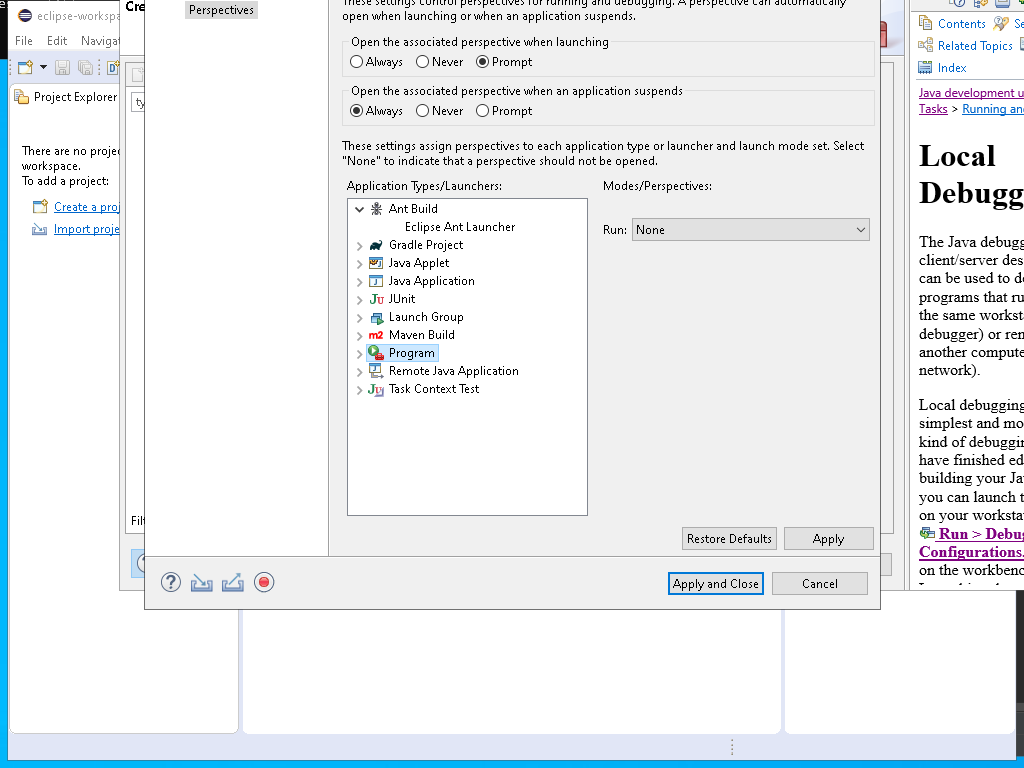 eclipse-workspa
File Edit Navigat
Project Explorer
There are no projec
workspace.
To add a project:
Create a proj
Import proje
Cre
ty
Filt
Perspectives
These settings control perspectives for running and debugging. A perspective can automatically
open when launching or when an application suspends.
Open the associated perspective when launching
Always Never Prompt
Open the associated perspective when an application suspends
Always Never Prompt
These settings assign perspectives to each application type or launcher and launch mode set. Select
"None" to indicate that a perspective should not be opened.
Application Types/Launchers: Modes/Perspectives:
Ant Build
Eclipse Ant Launcher
Gradle Project
Java Applet
Java Application
JUnit
Launch Group
m2 Maven Build
Program
Remote Java Application
Task Context Test
Run: None
Restore Defaults Apply
Apply and Close Cancel
Contents Se
Related Topics
Index
Java development u
Tasks > Running and
Local
Debugg
The Java debugg
client/server des
can be used to de
programs that ru
the same worksta
debugger) or rem
another compute
network).
Local debugging
simplest and mo
kind of debuggin
have finished ed
building your Jav
you can launch t
on your worksta
Run > Debug
Configurations.
on the workbenc